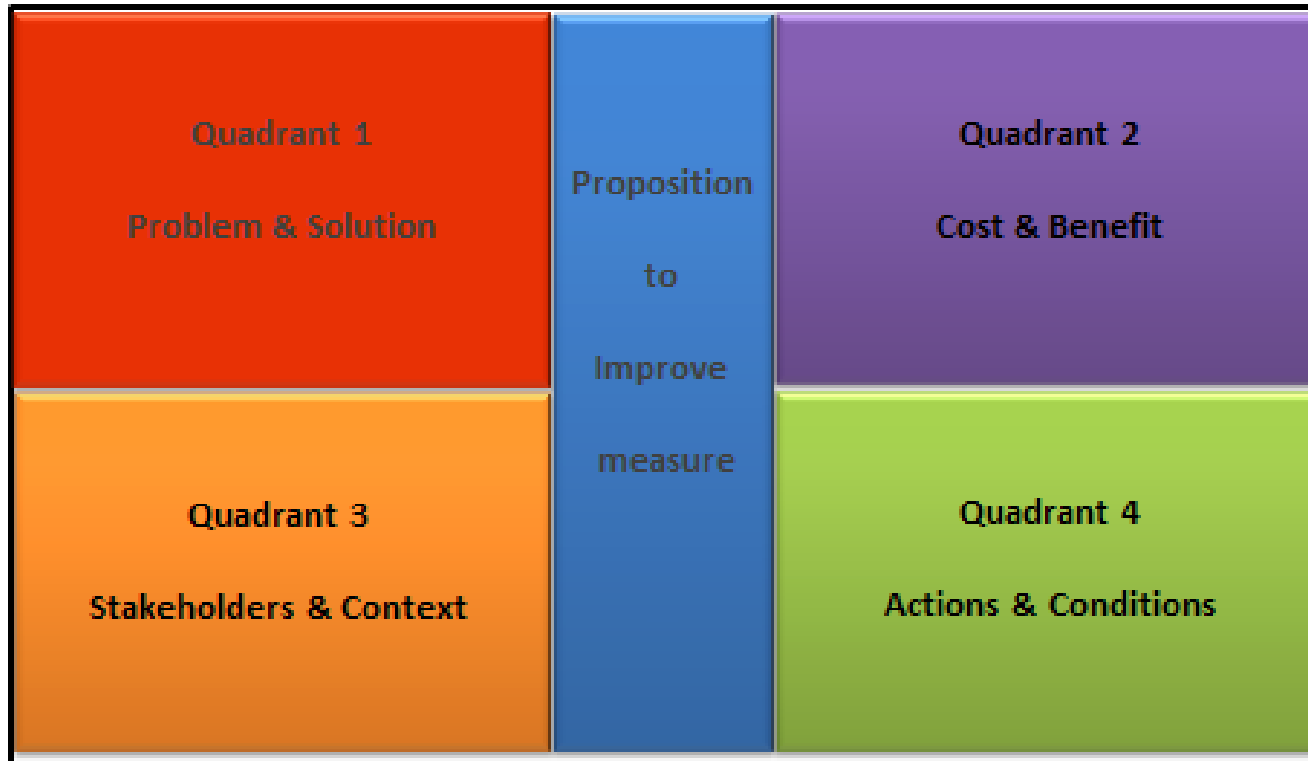 Quadrant 1
Problem & Solution
Proposition
to
Improve
measure
Quadrant 2
Cost & Benefit
Quadrant 3
Stakeholders & Context
Quadrant 4
Actions & Conditions